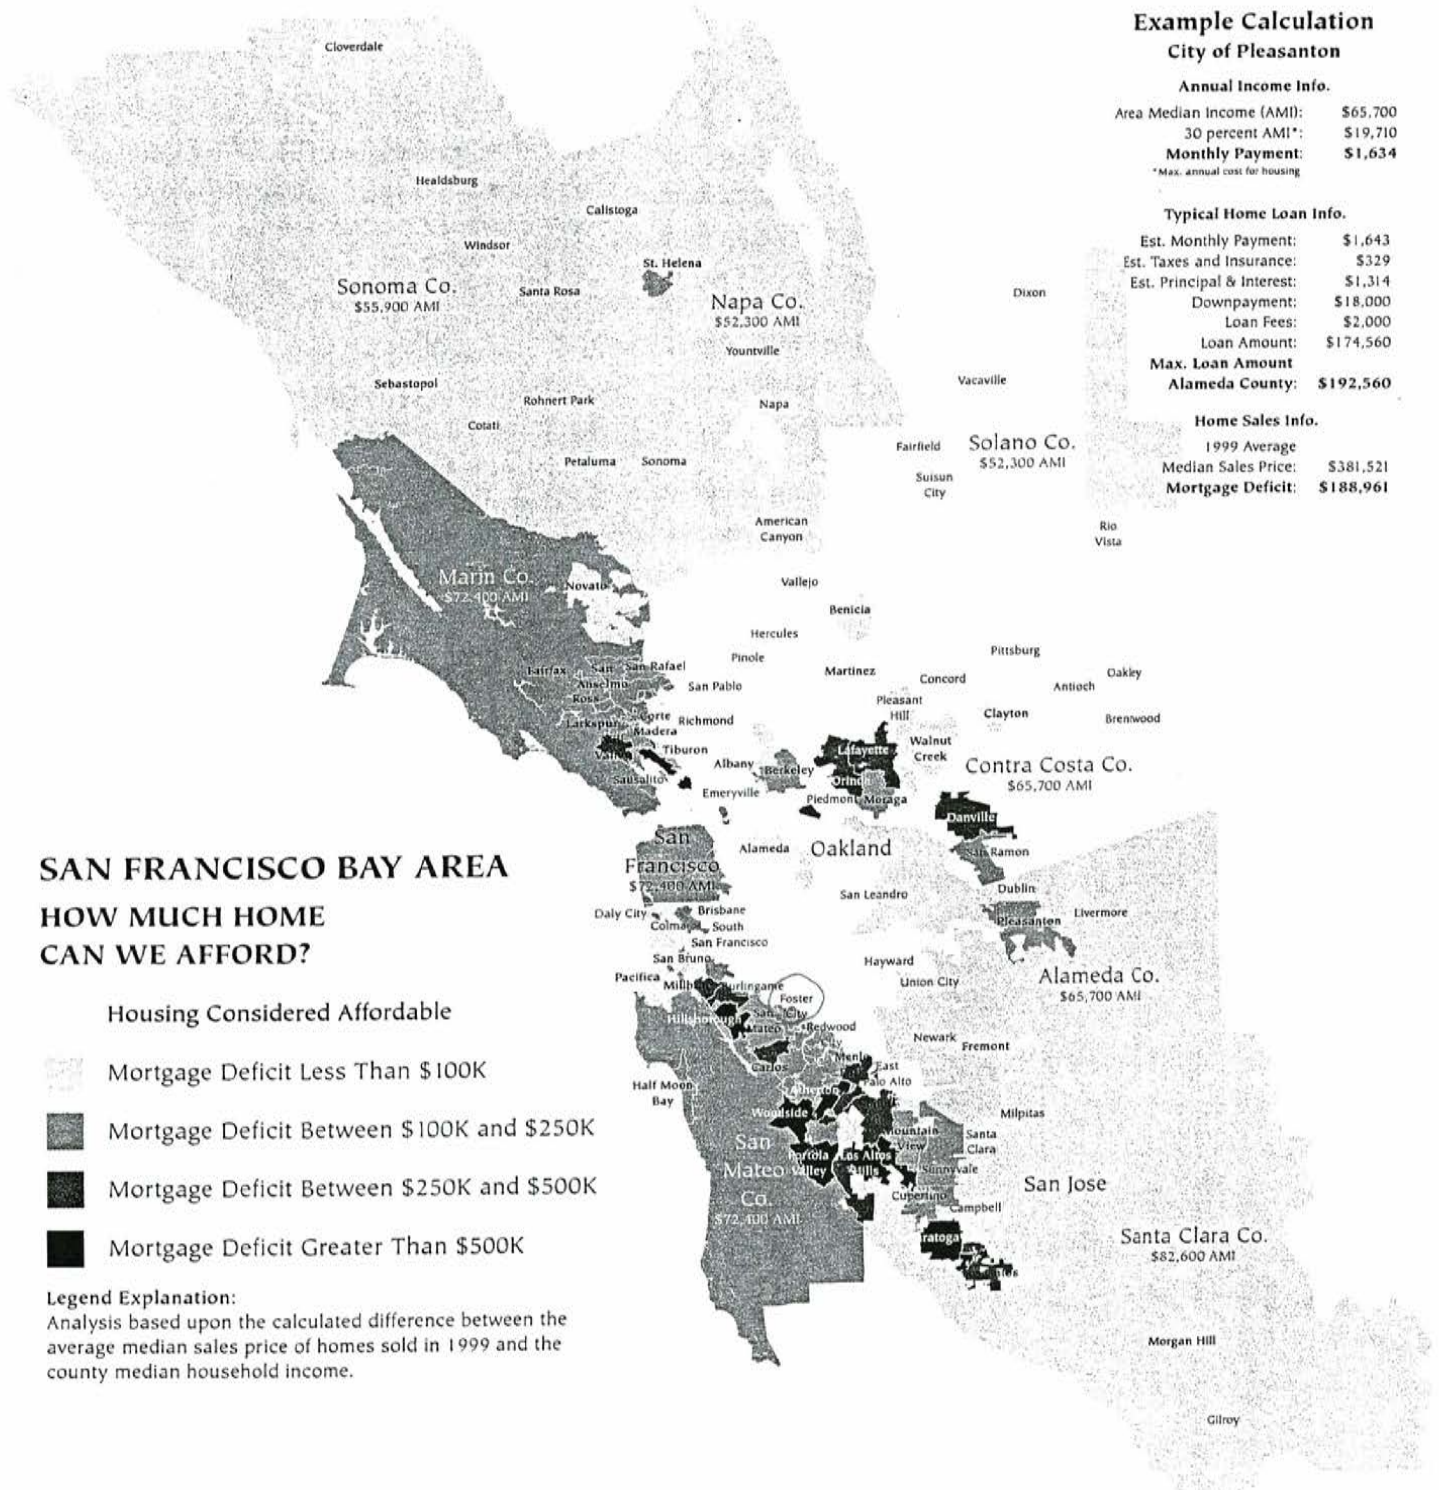 Example Calculation
City of Pleasanton
Annual Income Info.
Area Median Income (AMI): $65,700
30 percent AMI*: $19,710
Monthly Payment: $1,634
*Max. annual cost for housing
Typical Home Loan Info.
Est. Monthly Payment: $1,643
Est. Taxes and Insurance: $329
Est. Principal & Interest: $1,314
Downpayment: $18,000
Loan Fees: $2,000
Loan Amount: $174,560
Max. Loan Amount
Alameda County: $192,560
Home Sales Info.
1999 Average
Median Sales Price: $381,521
Mortgage Deficit: $188,961
Cloverdale
Healdsburg
Calistoga
Windsor
St. Helena
Sonoma Co.
$55,900 AMI
Santa Rosa
Napa Co.
$52,300 AMI
Dixon
Yountville
Sebastopol
Vacaville
Rohnert Park
Napa
Cotati
Fairfield
Solano Co.
$52,300 AMI
Petaluma
Sonoma
Suisun
City
American
Canyon
Rio
Vista
Marin Co.
$72,400 AMI
Novato
Vallejo
Benicia
Hercules
Pinole
Pittsburg
Fairfax
San
Anselmo
San Rafael
Martinez
Concord
Oakley
Antioch
San Pablo
Ross
Pleasant
Hill
Clayton
Brentwood
Larkspur
Corte
Madera
Richmond
Tiburon
Lafayette
Walnut
Creek
Albany
Berkeley
Contra Costa Co.
$65,700 AMI
Sausalito
Orinda
Emeryville
Piedmont
Moraga
Danville
San
Francisco
$72,400 AMI
Alameda
Oakland
San Ramon
San Leandro
Dublin
Daly City
Brisbane
Pleasanton
Livermore
Colma
South
San Francisco
San Bruno
Hayward
Alameda Co.
$65,700 AMI
Pacifica
Burlingame
Union City
Foster
City
Hillsborough
San
Mateo
Redwood
City
Newark
Fremont
Menlo
Carlos
East
Palo Alto
Half Moon
Bay
Atherton
Woodside
Milpitas
Mountain
View
Santa
Clara
San
Mateo
Co.
$72,400 AMI
Portola
Valley
Los Altos
Hills
Sunnyvale
San Jose
Cupertino
Campbell
Saratoga
Santa Clara Co.
$82,600 AMI
Morgan Hill
Gilroy
SAN FRANCISCO BAY AREA
HOW MUCH HOME
CAN WE AFFORD?
Housing Considered Affordable
Mortgage Deficit Less Than $100K
Mortgage Deficit Between $100K and $250K
Mortgage Deficit Between $250K and $500K
Mortgage Deficit Greater Than $500K
Legend Explanation:
Analysis based upon the calculated difference between the
average median sales price of homes sold in 1999 and the
county median household income.